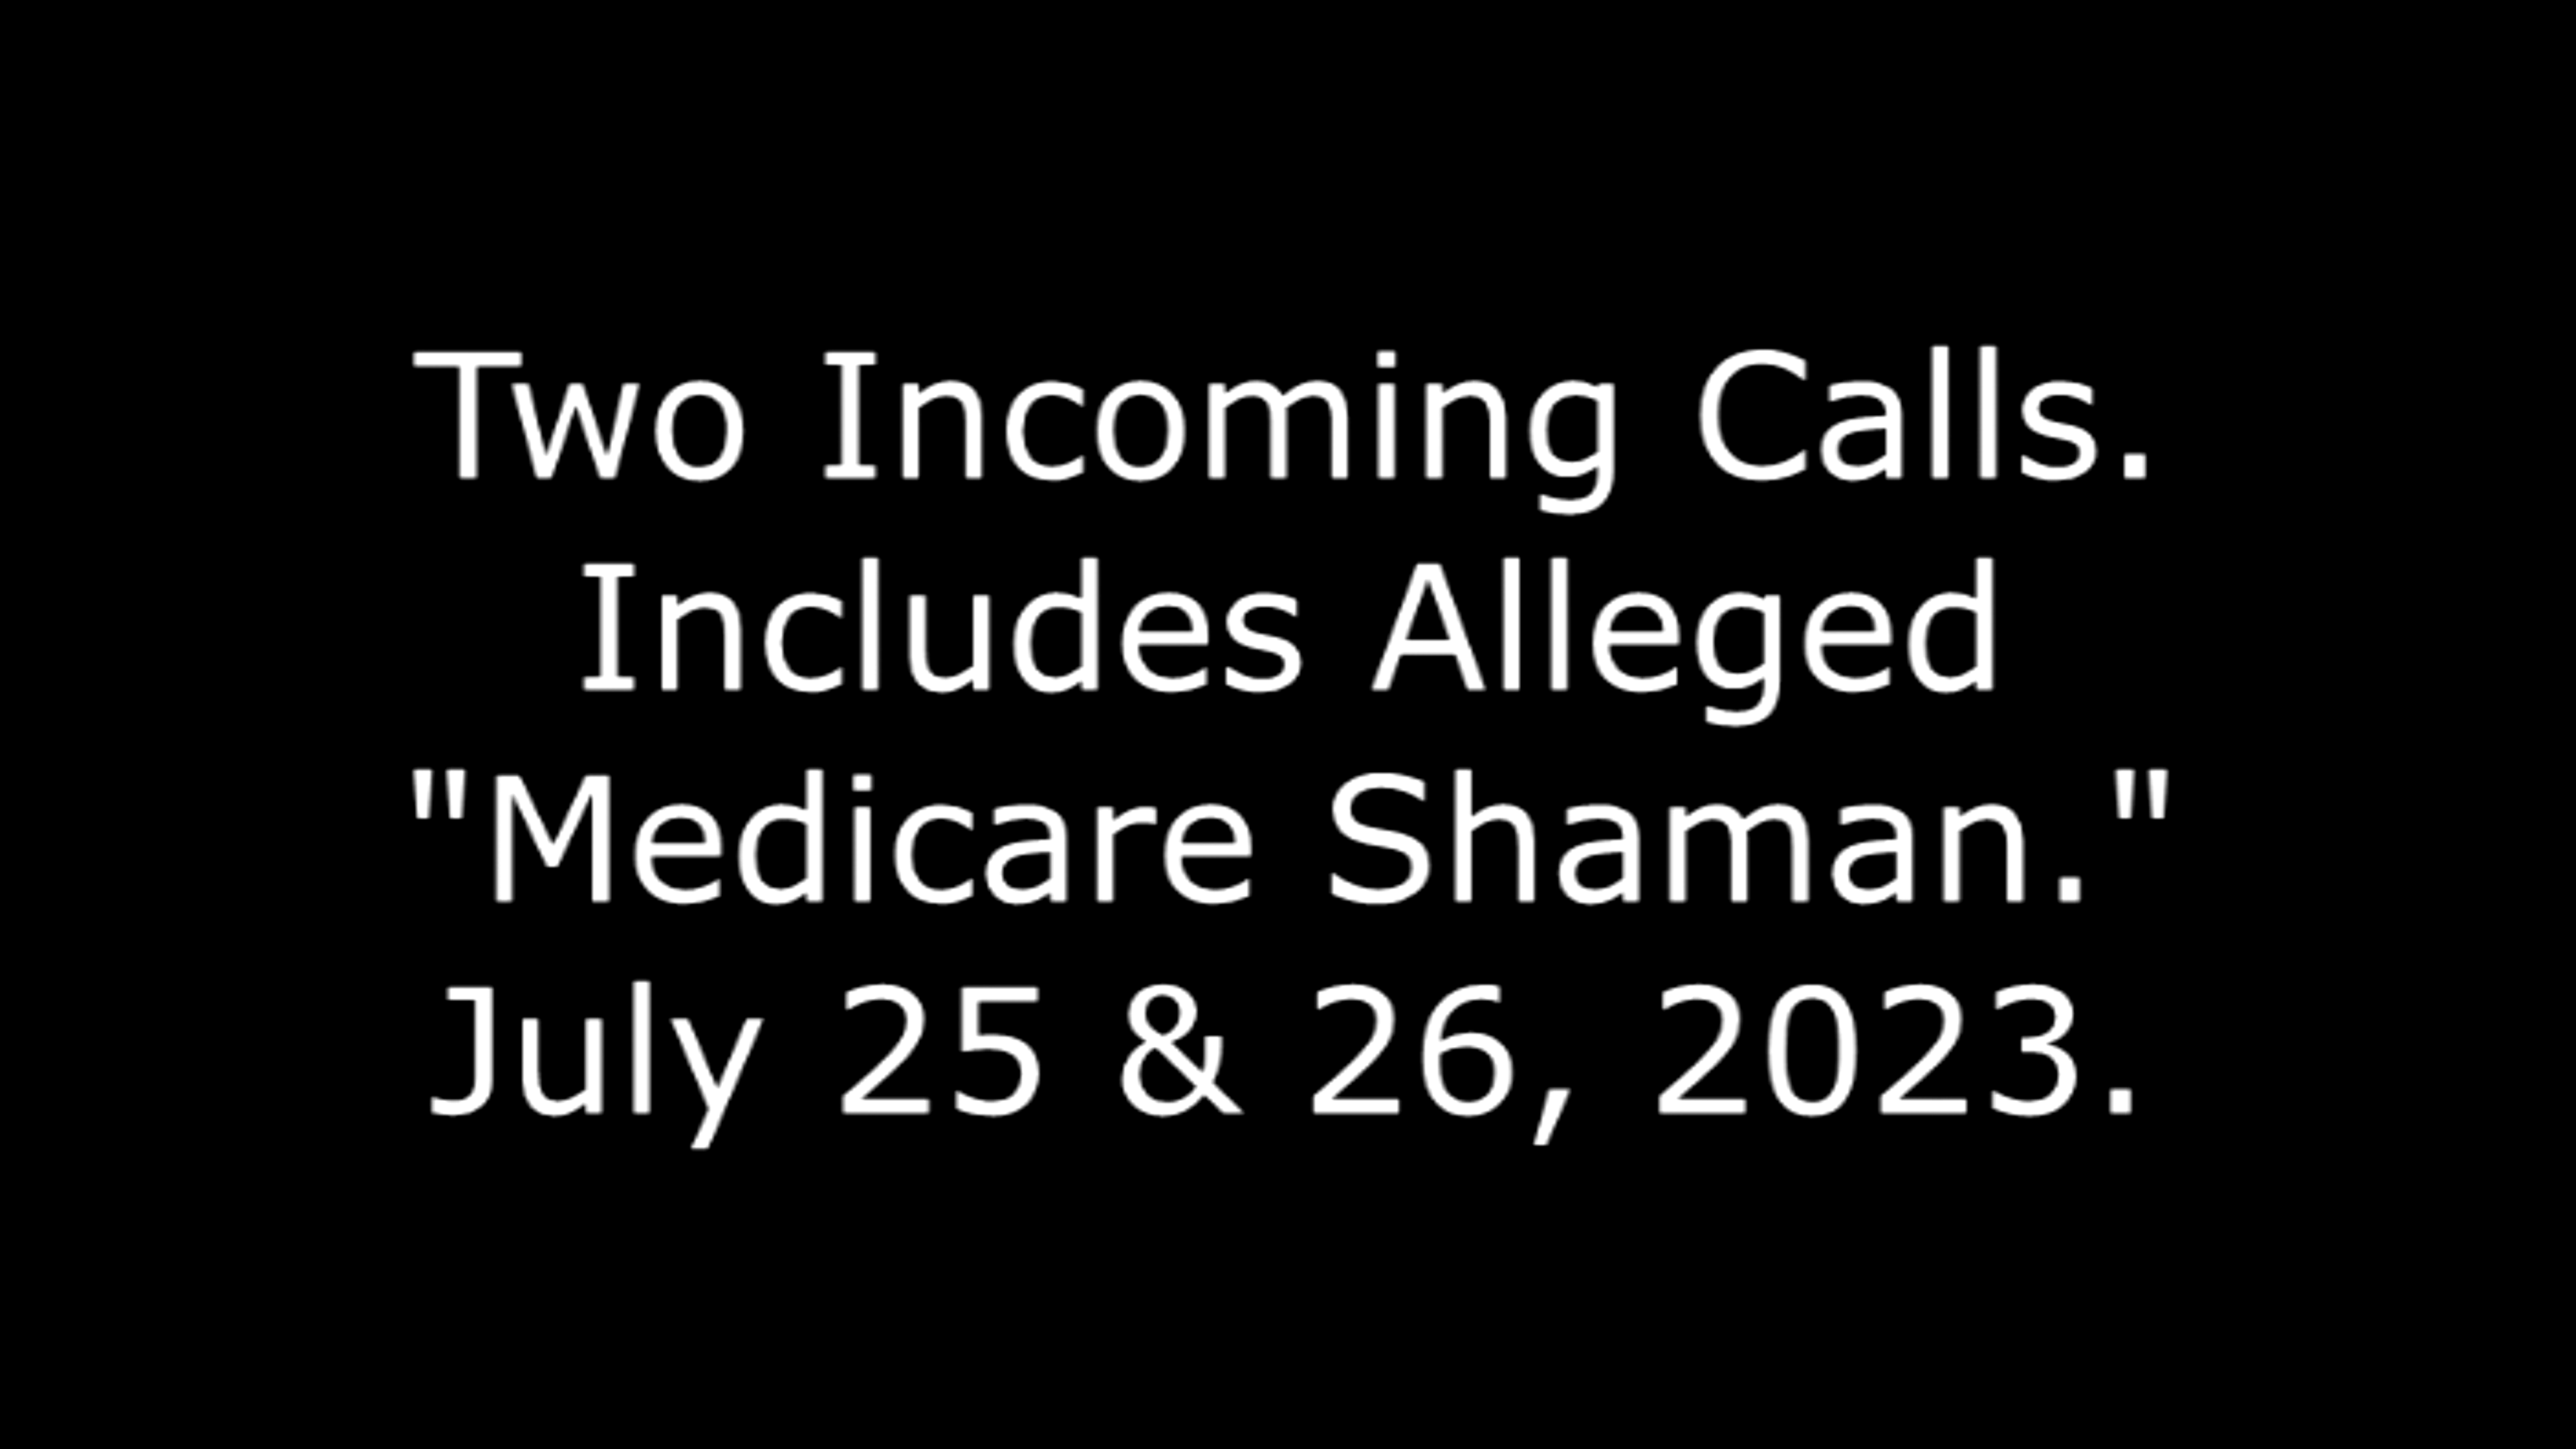 Two Incoming Calls.
Includes Alleged
"Medicare Shaman."
July 25 & 26, 2023.